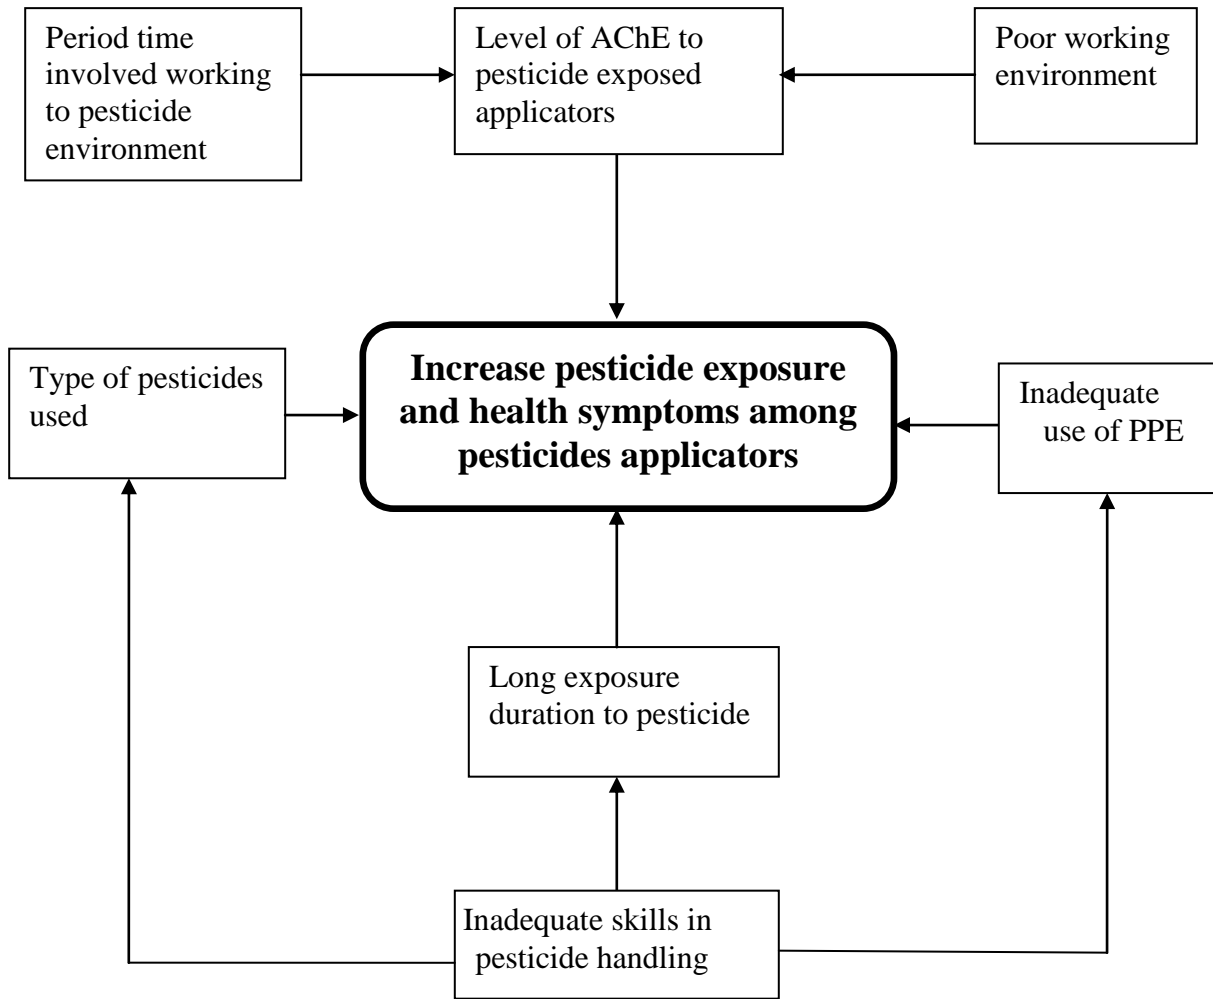 Period time
involved working
to pesticide
environment
Level of AChE to
pesticide exposed
applicators
Poor working
environment
Type of pesticides
used
Increase pesticide exposure
and health symptoms among
pesticides applicators
Inadequate
use of PPE
Long exposure
duration to pesticide
Inadequate skills in
pesticide handling